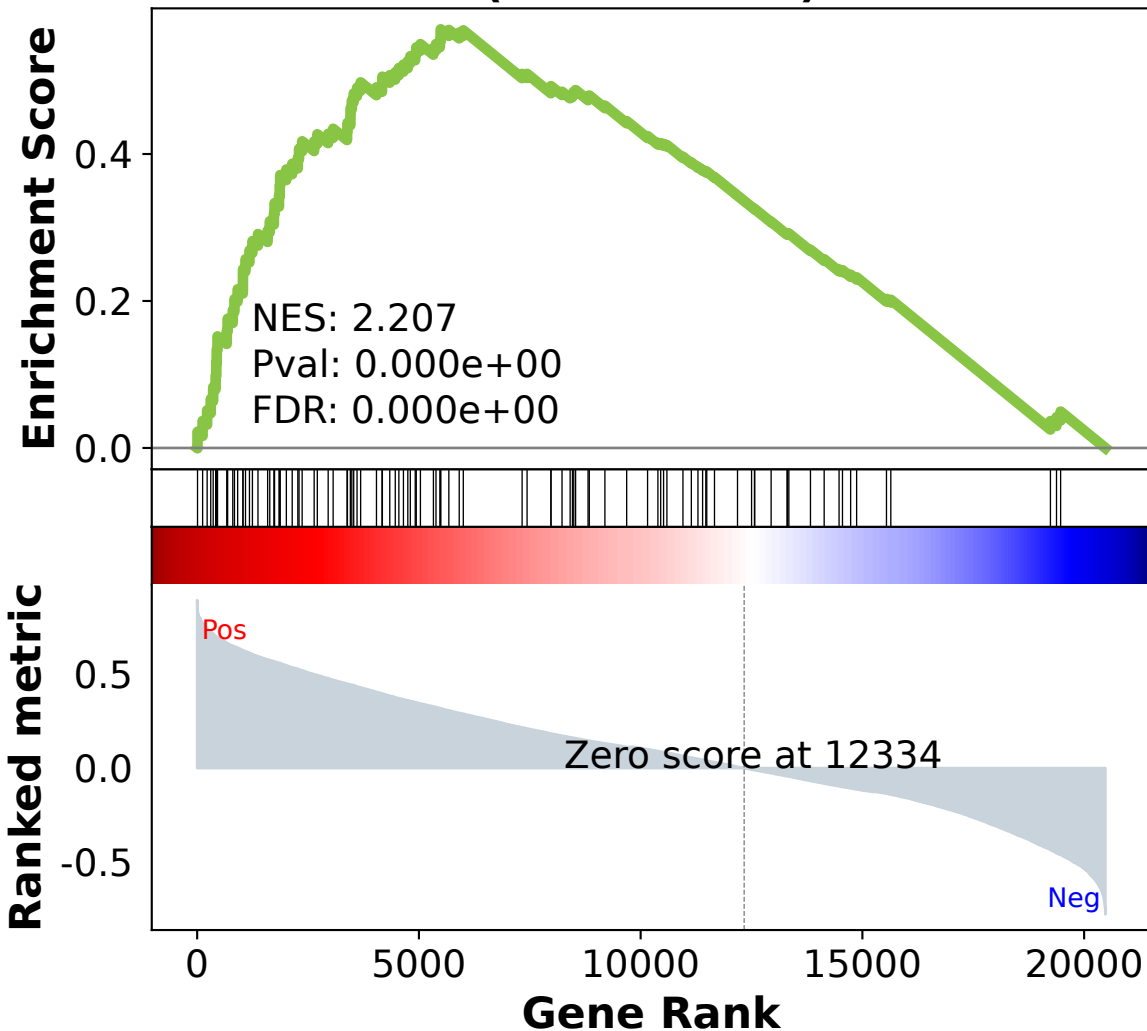 Enrichment Score
0.4
0.2
0.0
NES: 2.207
Pval: 0.000e+00
FDR: 0.000e+00
Ranked metric
0.5
0.0
-0.5
Pos
Zero score at 12334
Neg
0
5000
10000
15000
20000
Gene Rank